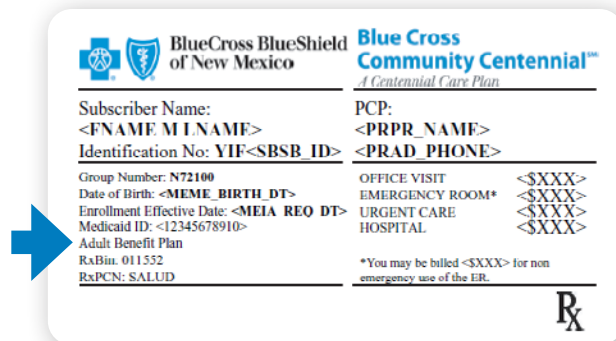 BlueCross BlueShield
of New Mexico
Blue Cross
Community Centennial℠
A Centennial Care Plan
Subscriber Name:
<FNAME M LNAME>
Identification No: YIF<SBSB_ID>
PCP:
<PRPR_NAME>
<PRAD_PHONE>
Group Number: N72100
Date of Birth: <MEME_BIRTH_DT>
Enrollment Effective Date: <MEIA_REQ_DT>
Medicaid ID: <12345678910>
Adult Benefit Plan
RxBin: 011552
RxPCN: SALUD
OFFICE VISIT <$XXX>
EMERGENCY ROOM* <$XXX>
URGENT CARE <$XXX>
HOSPITAL <$XXX>
*You may be billed <$XXX> for non
emergency use of the ER.
Rx